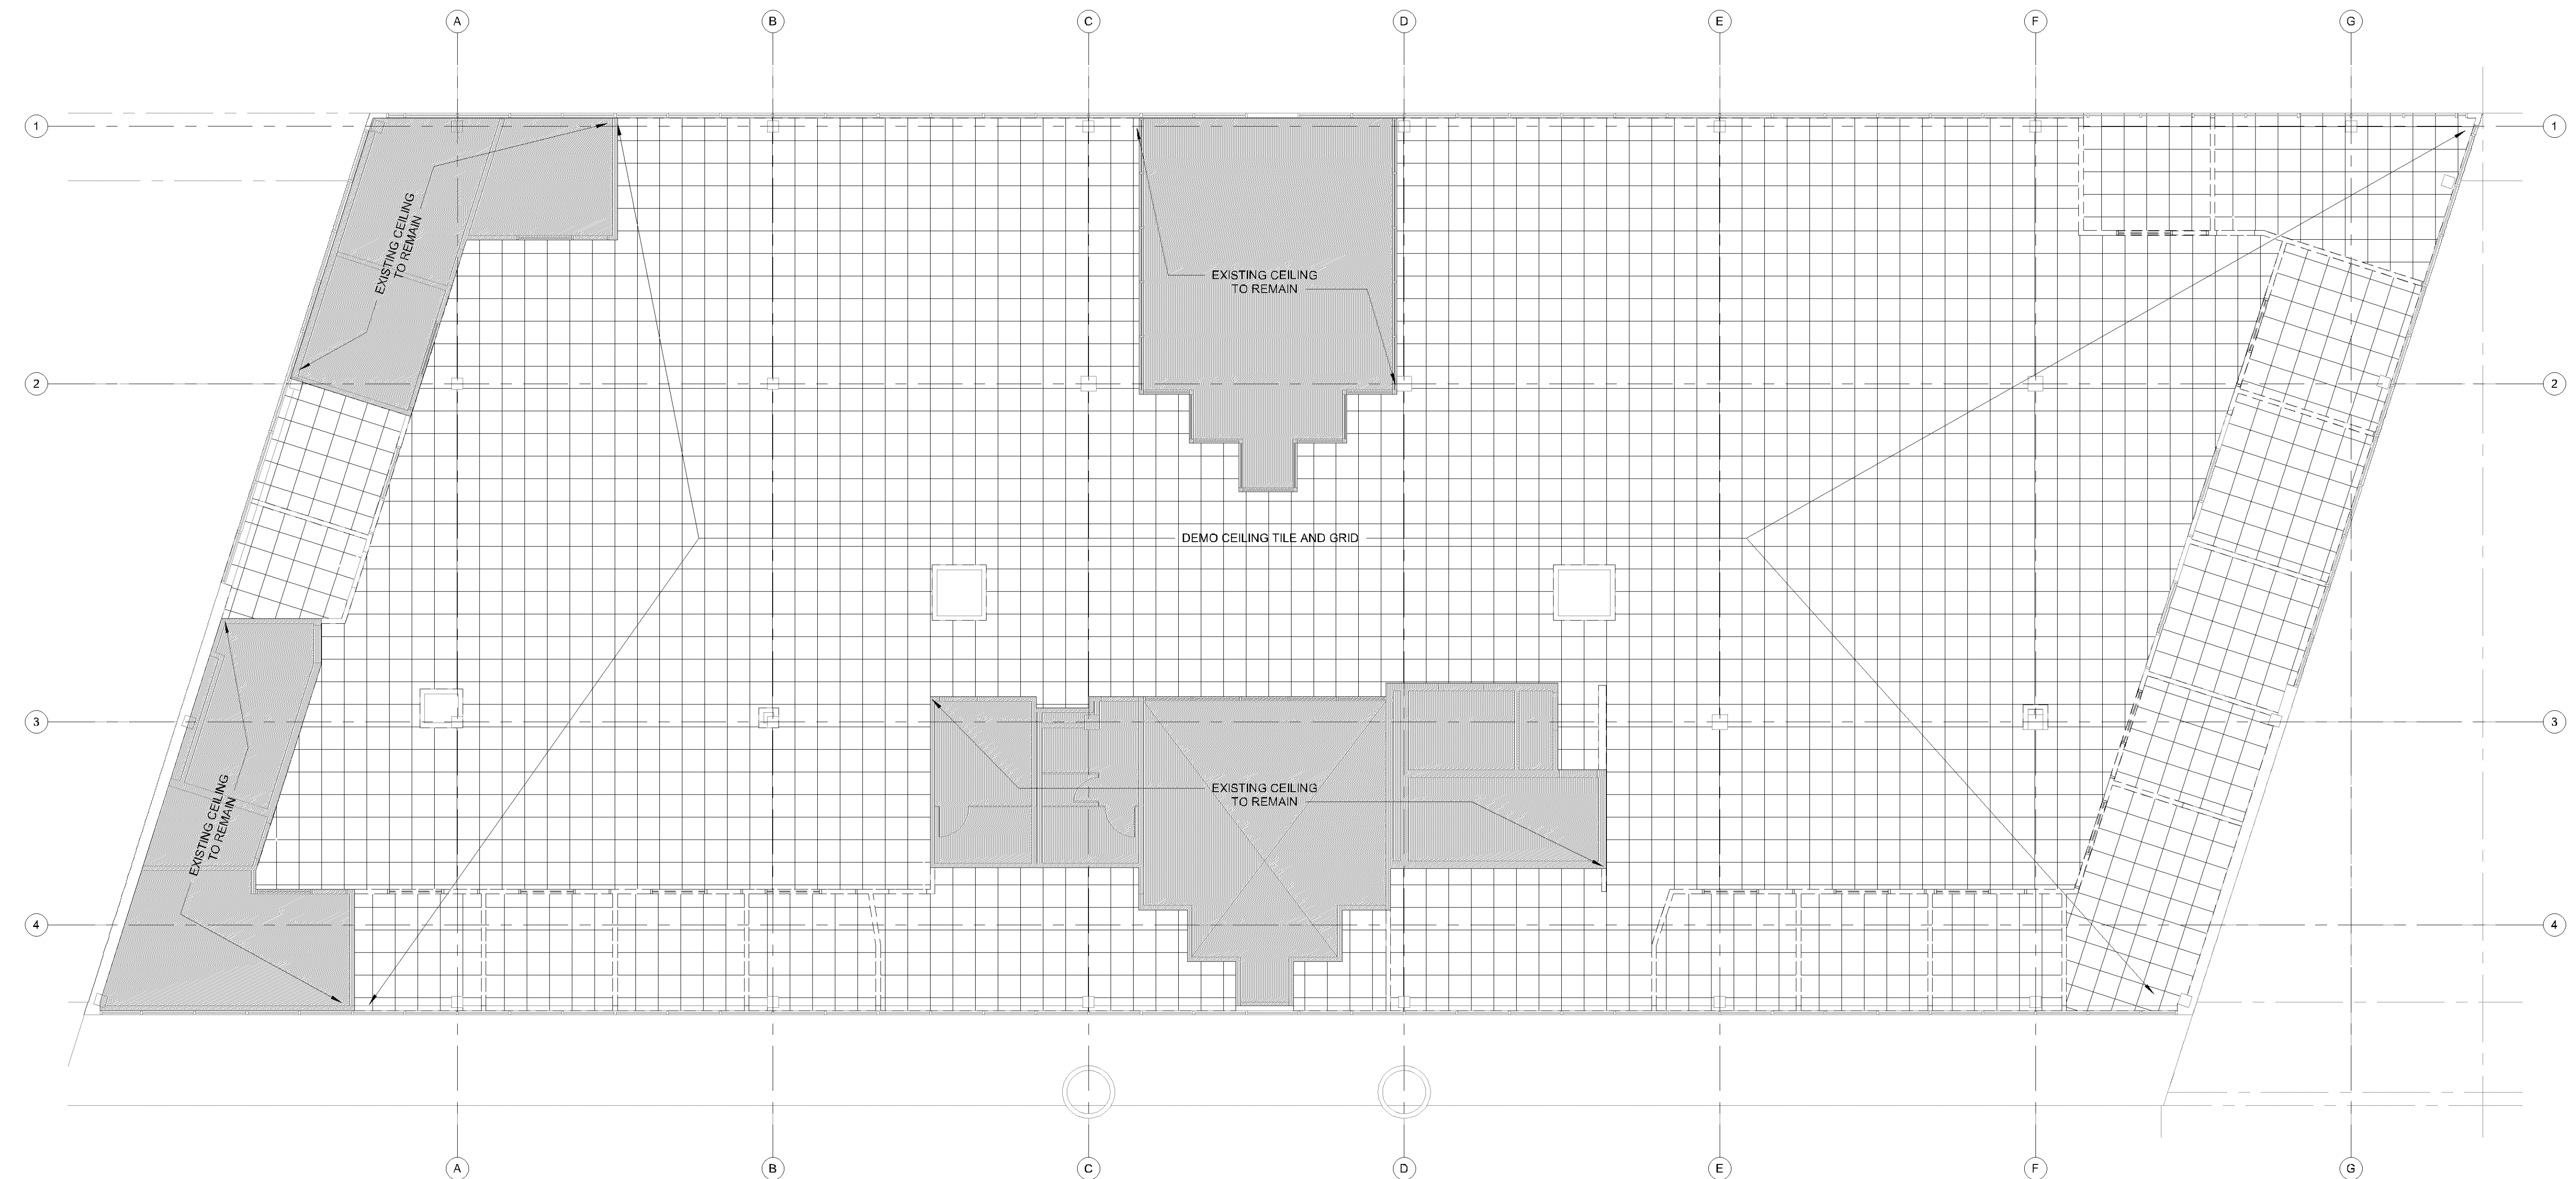 A B C D E F G
1 1
EXISTING CEILING
TO REMAIN
EXISTING CEILING
TO REMAIN
2 2
DEMO CEILING TILE AND GRID
3 3
EXISTING CEILING
TO REMAIN
EXISTING CEILING
TO REMAIN
4 4
A B C D E F G